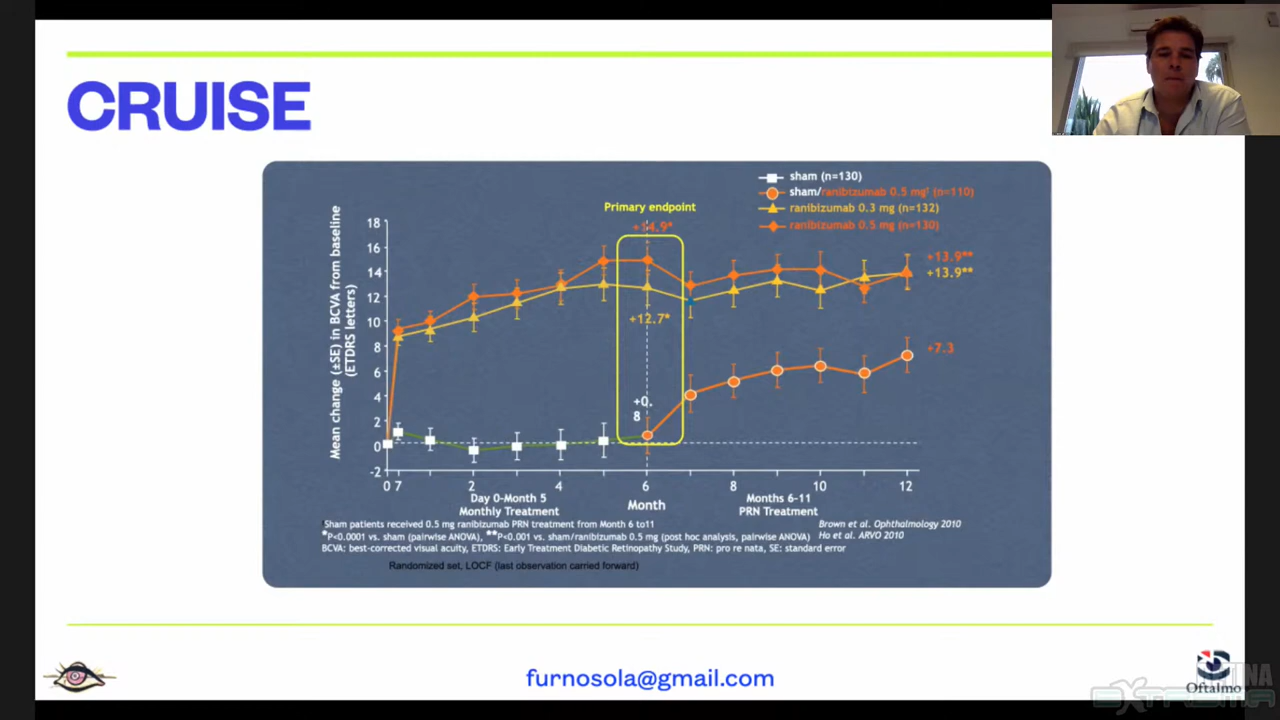 CRUISE
sham (n=130)
sham/ranibizumab 0.5 mg† (n=110)
ranibizumab 0.3 mg (n=132)
ranibizumab 0.5 mg (n=130)
Primary endpoint
+14.9*
+12.7*
+0.
8
+13.9**
+13.9**
+7.3
Mean change (±SE) in BCVA from baseline
(ETDRS letters)
18
16
14
12
10
8
6
4
2
0
-2
0 7 2 4 6 8 10 12
Day 0-Month 5
Monthly Treatment
Month
Months 6-11
PRN Treatment
Sham patients received 0.5 mg ranibizumab PRN treatment from Month 6 to11
*P<0.0001 vs. sham (pairwise ANOVA), **P<0.001 vs. sham/ranibizumab 0.5 mg (post hoc analysis, pairwise ANOVA)
BCVA: best-corrected visual acuity, ETDRS: Early Treatment Diabetic Retinopathy Study, PRN: pro re nata, SE: standard error
Brown et al. Ophthalmology 2010
Ho et al. ARVO 2010
Randomized set, LOCF (last observation carried forward)
furnosola@gmail.com
Oftalmo